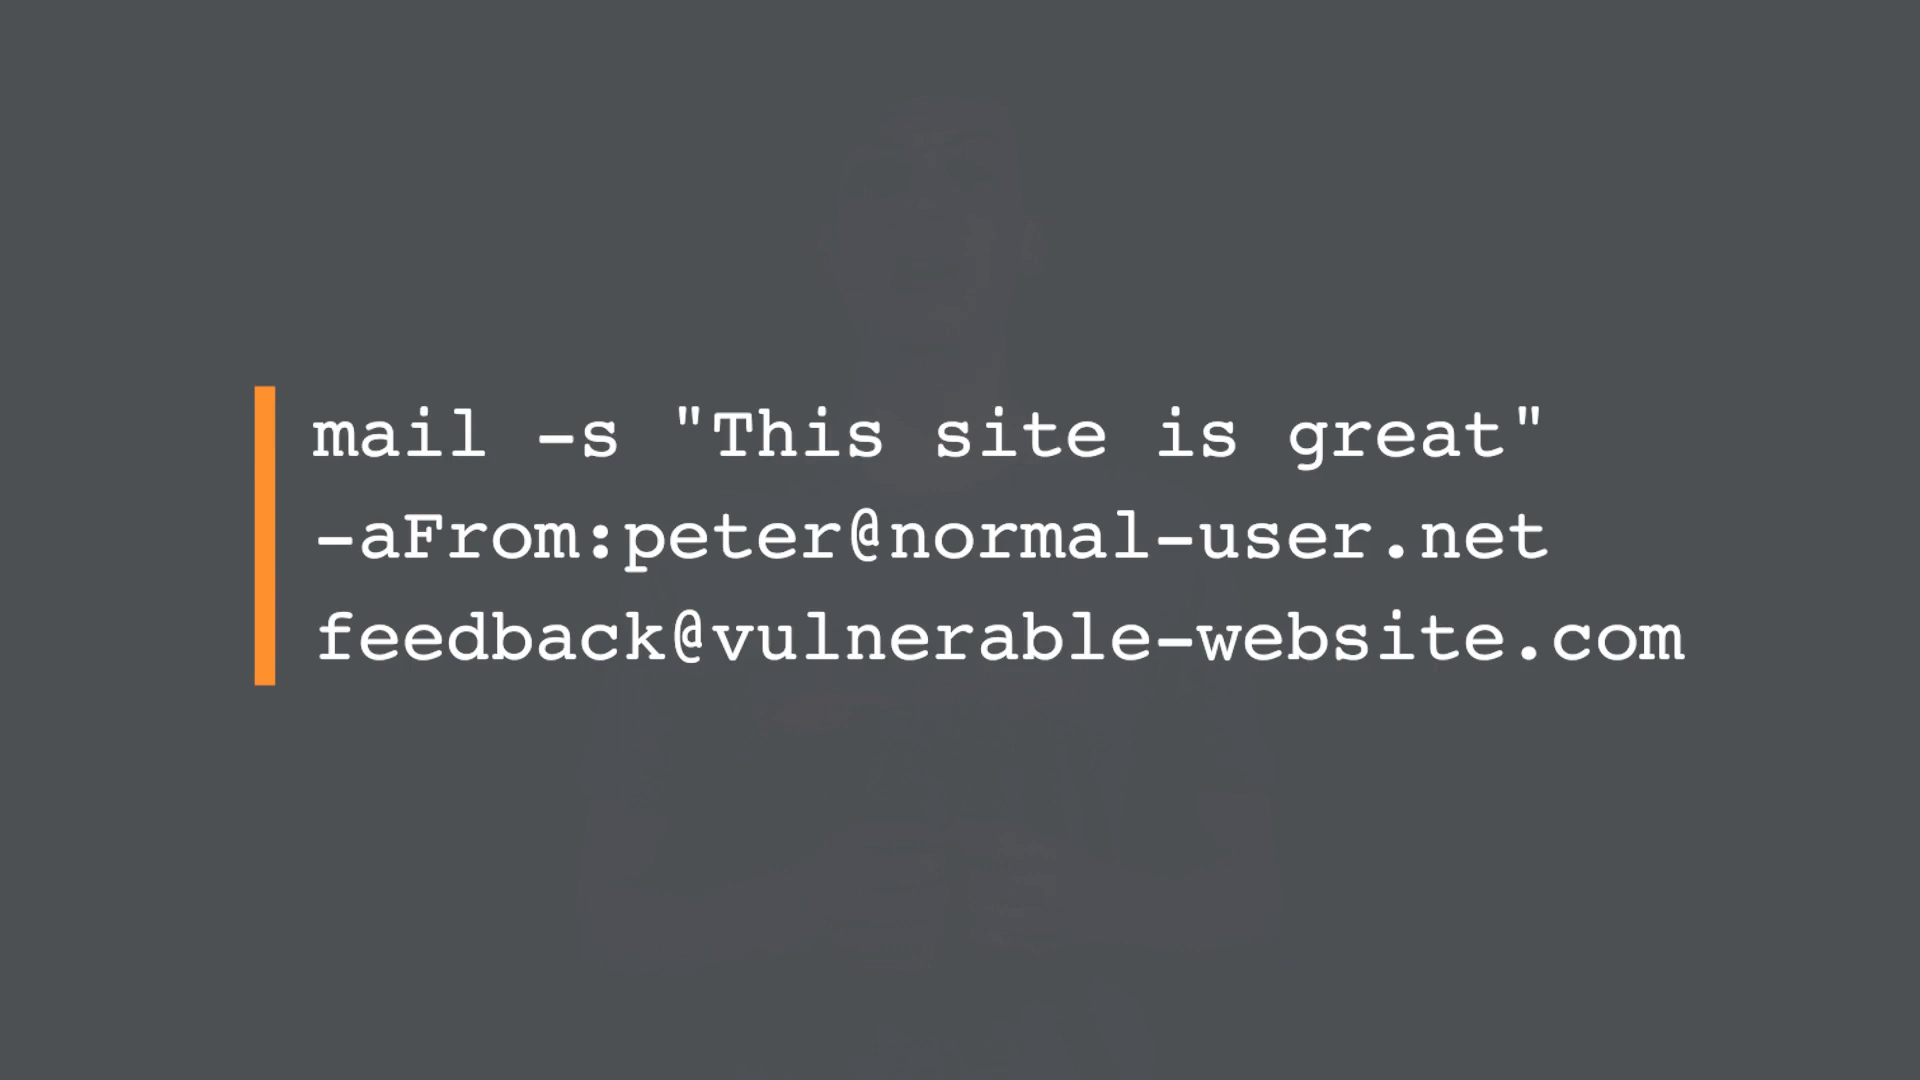 mail -s "This site is great"
-aFrom:peter@normal-user.net
feedback@vulnerable-website.com